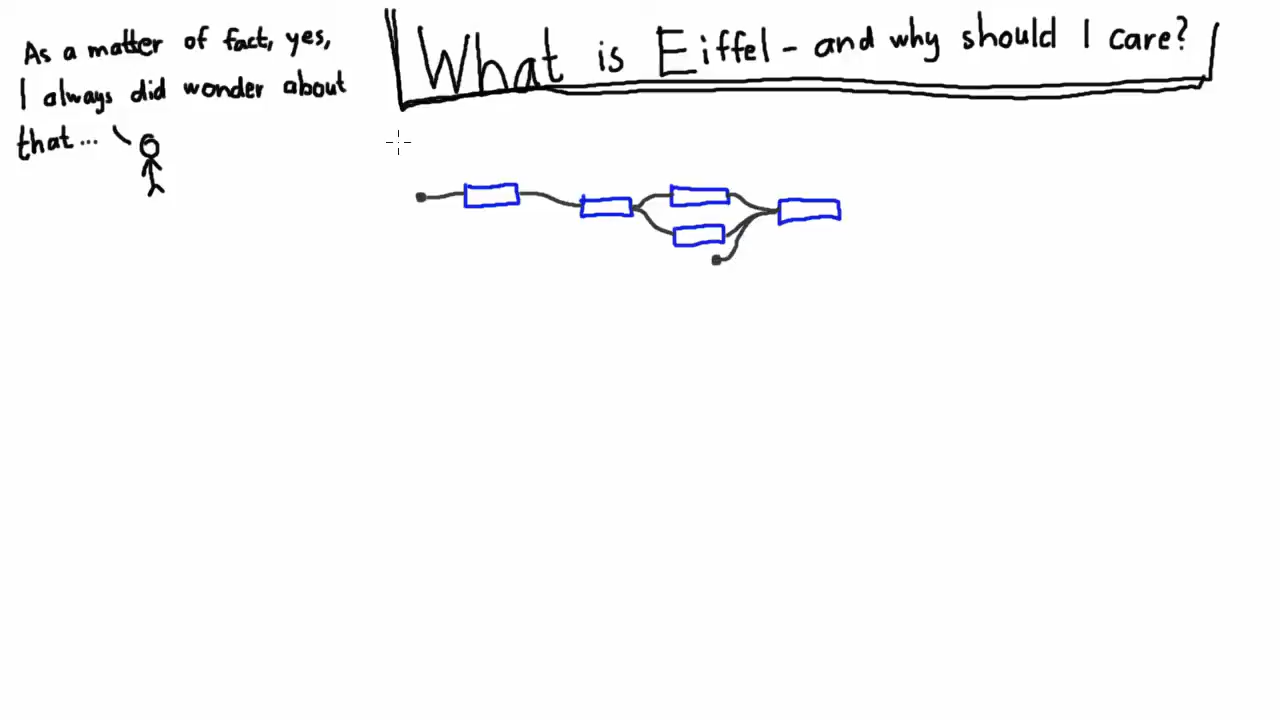 As a matter of fact, yes,
I always did wonder about
that...
What is Eiffel - and why should I care?